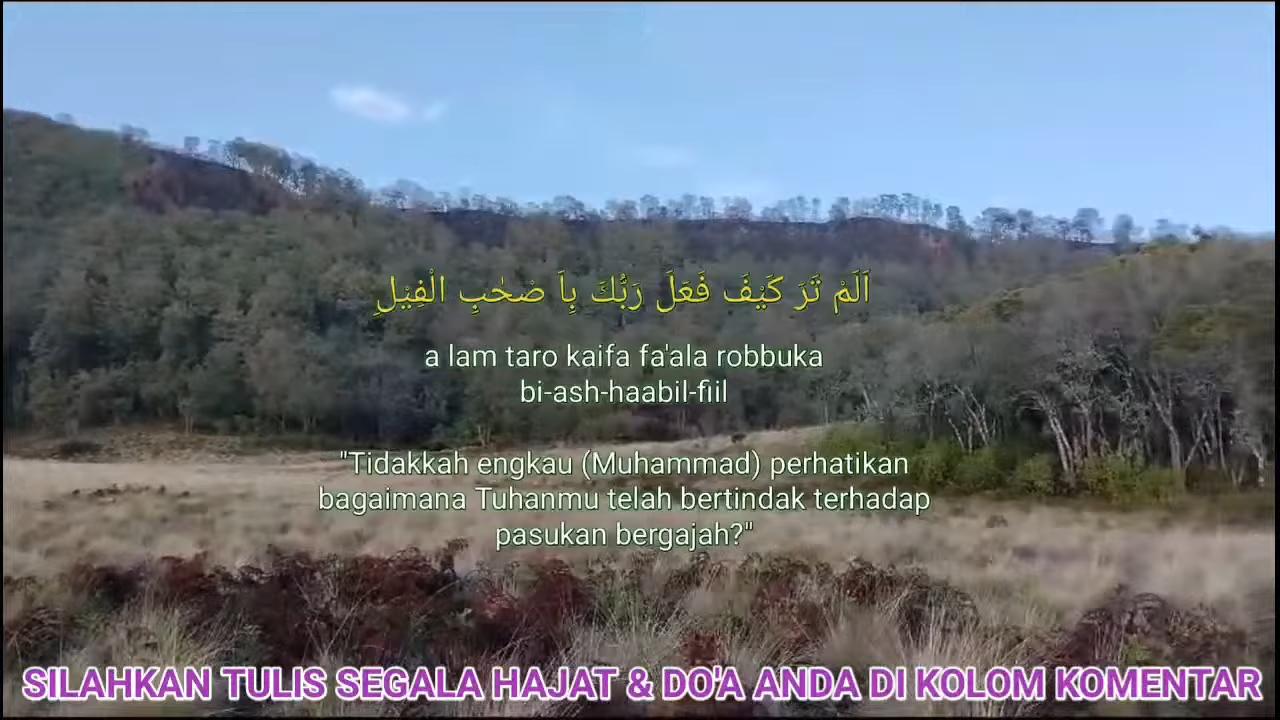 اَلَمْ تَرَ كَيْفَ فَعَلَ رَبُّكَ بِاَ صْحٰبِ الْفِيْلِ
a lam taro kaifa fa'ala robbuka
bi-ash-haabil-fiil
"Tidakkah engkau (Muhammad) perhatikan
bagaimana Tuhanmu telah bertindak terhadap
pasukan bergajah?"
SILAHKAN TULIS SEGALA HAJAT & DO'A ANDA DI KOLOM KOMENTAR